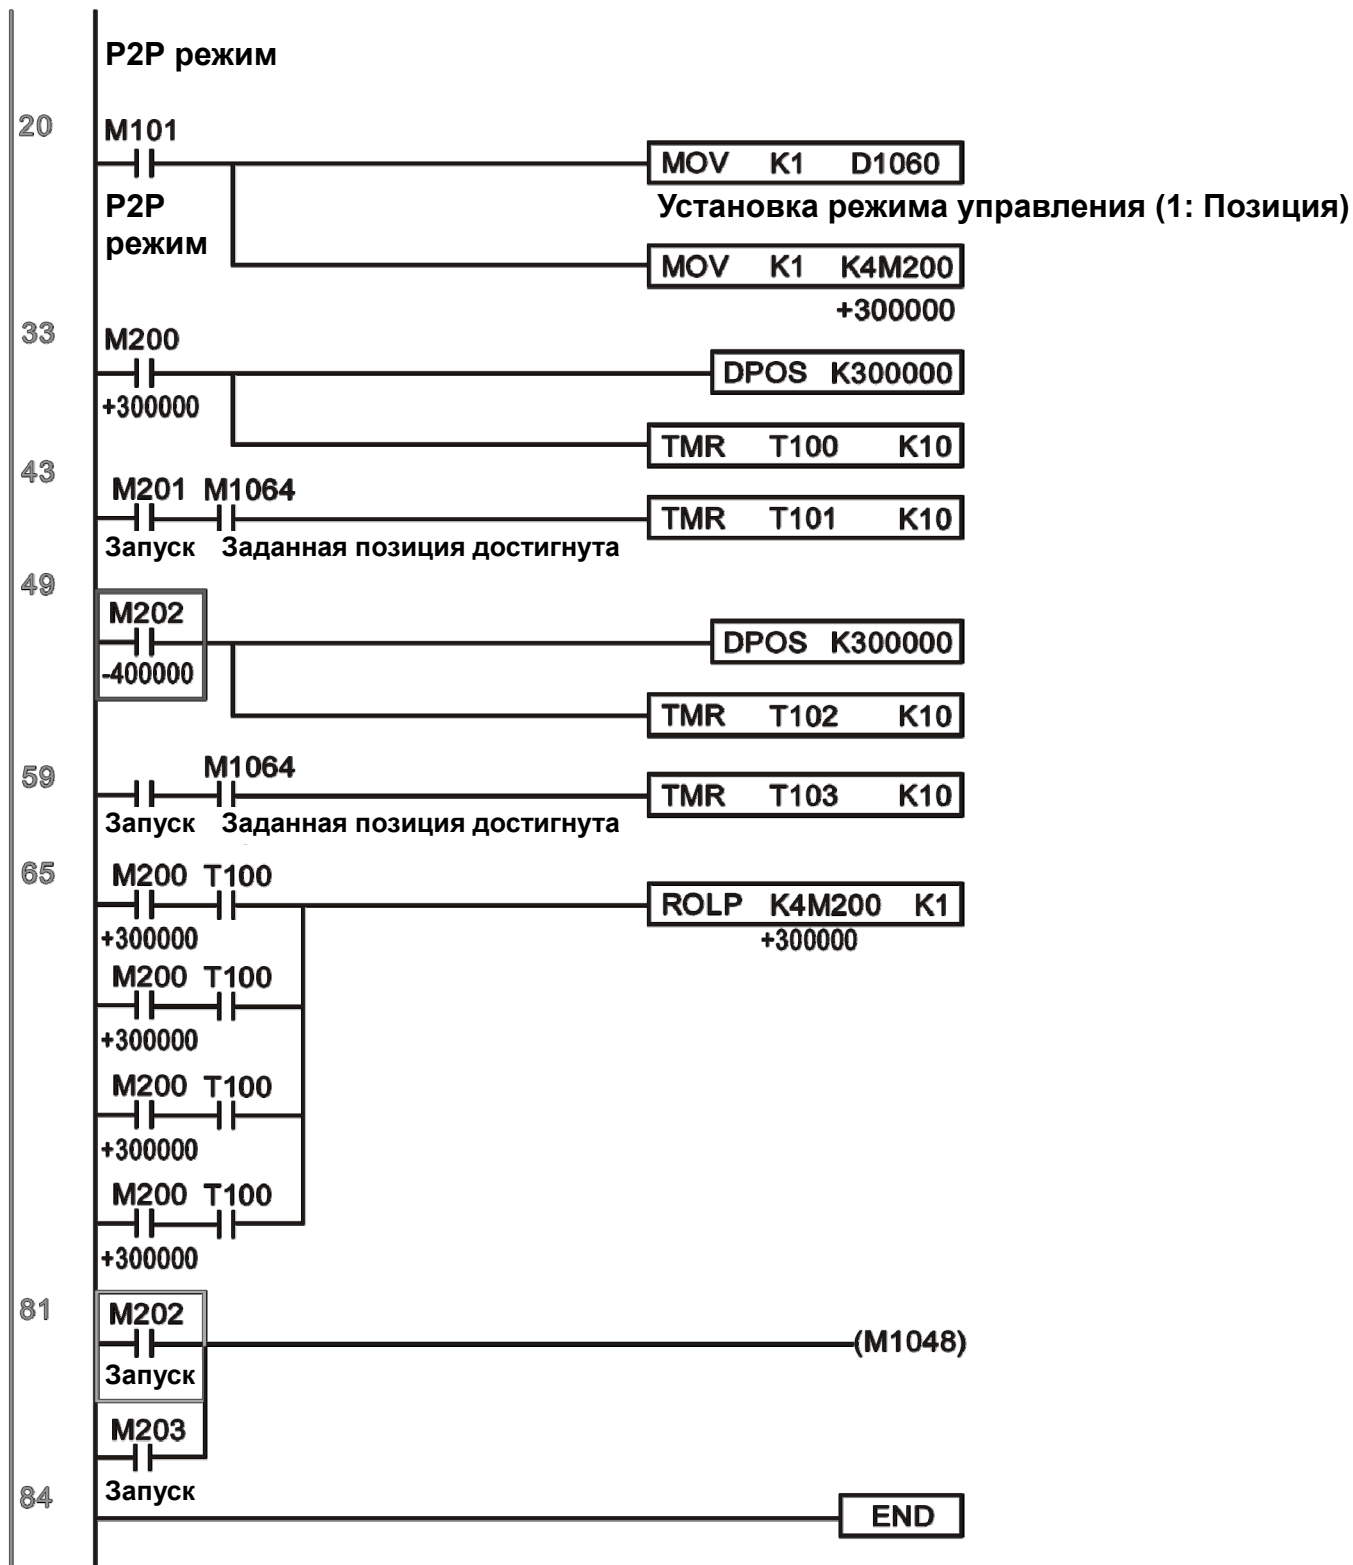 P2P режим
20
M101
MOV K1 D1060
P2P режим
Установка режима управления (1: Позиция)
MOV K1 K4M200
+300000
33
M200
DPOS K300000
+300000
TMR T100 K10
43
M201 M1064
TMR T101 K10
Запуск Заданная позиция достигнута
49
M202
DPOS K300000
-400000
TMR T102 K10
59
M1064
TMR T103 K10
Запуск Заданная позиция достигнута
65
M200 T100
ROLP K4M200 K1
+300000
+300000
M200 T100
+300000
M200 T100
+300000
M200 T100
+300000
81
M202
(M1048)
Запуск
M203
Запуск
84
END